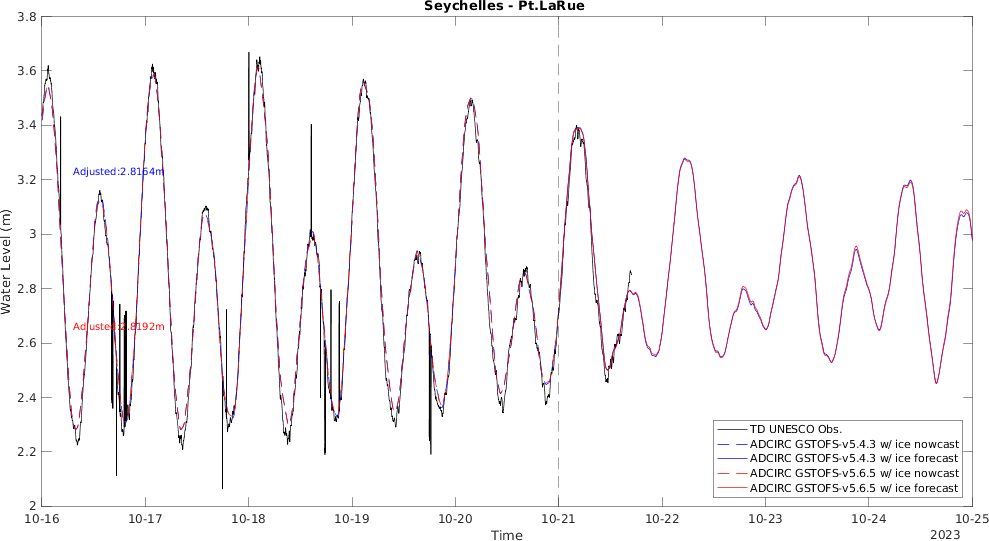 Seychelles - Pt.LaRue
3.8
3.6
3.4
3.2
3
2.8
2.6
2.4
2.2
2
Water Level (m)
Adjusted:2.8164m
Adjusted:2.8192m
TD UNESCO Obs.
ADCIRC GSTOFS-v5.4.3 w/ ice nowcast
ADCIRC GSTOFS-v5.4.3 w/ ice forecast
ADCIRC GSTOFS-v5.6.5 w/ ice nowcast
ADCIRC GSTOFS-v5.6.5 w/ ice forecast
10-16 10-17 10-18 10-19 10-20 10-21 10-22 10-23 10-24 10-25
Time
2023